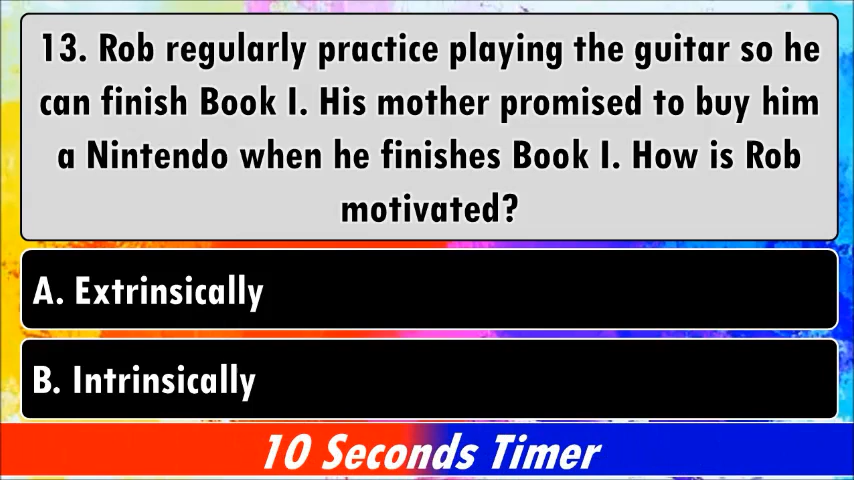 13. Rob regularly practice playing the guitar so he
can finish Book I. His mother promised to buy him
a Nintendo when he finishes Book I. How is Rob
motivated?
A. Extrinsically
B. Intrinsically
10 Seconds Timer